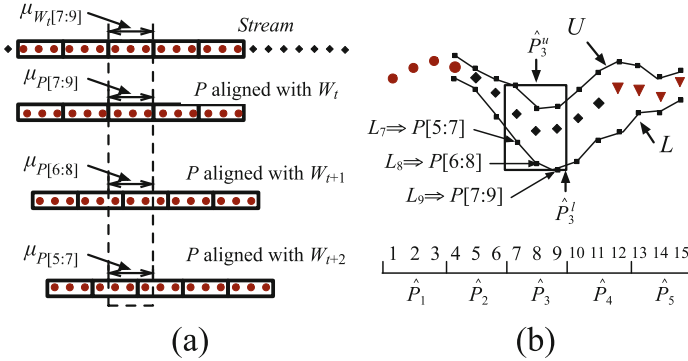 μ_{W_t[7:9]}
Stream
μ_{P[7:9]}
P aligned with W_t
μ_{P[6:8]}
P aligned with W_{t+1}
μ_{P[5:7]}
P aligned with W_{t+2}
(a)
P̂_3^u
U
L_7⇒ P[5:7]
L_8⇒ P[6:8]
L_9⇒ P[7:9]
L
P̂_3^l
1 2 3 4 5 6 7 8 9 10 11 12 13 14 15
P̂_1 P̂_2 P̂_3 P̂_4 P̂_5
(b)